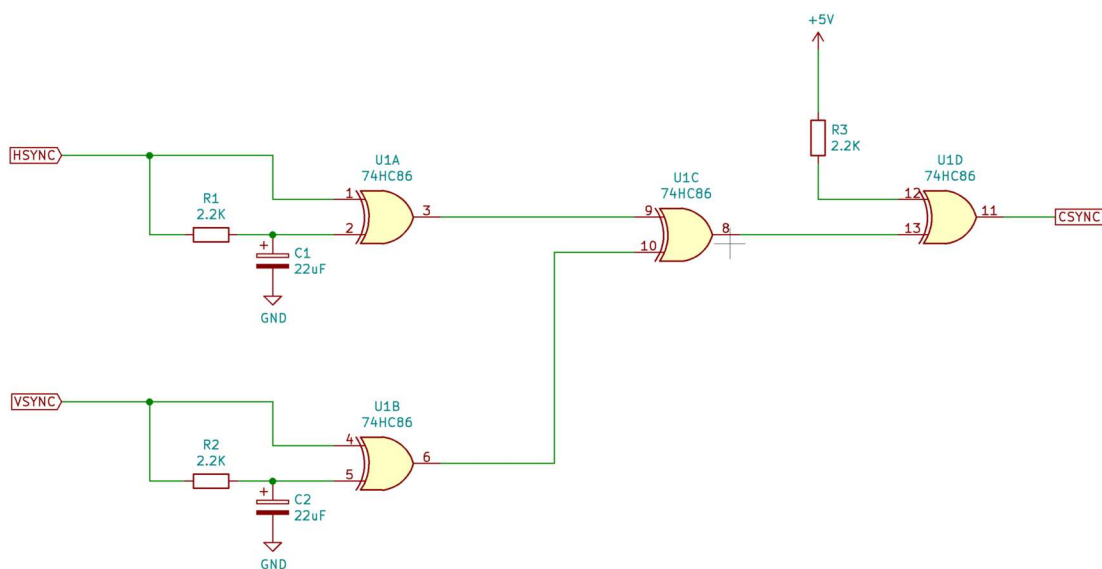 +5V
R3
2.2K
HSYNC
U1A
74HC86
1
2
3
R1
2.2K
+
C1
22uF
GND
U1C
74HC86
9
10
8
U1D
74HC86
12
13
11
CSYNC
VSYNC
U1B
74HC86
4
5
6
R2
2.2K
+
C2
22uF
GND